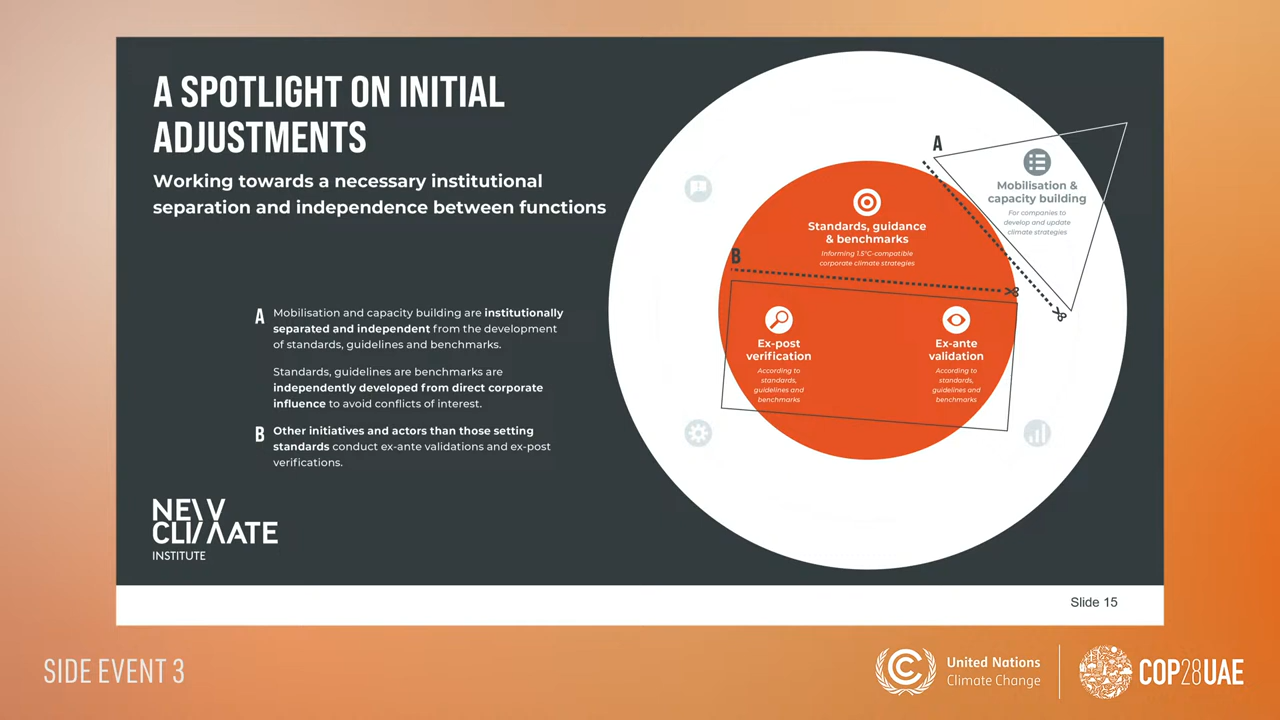 A SPOTLIGHT ON INITIAL
ADJUSTMENTS
Working towards a necessary institutional
separation and independence between functions
A Mobilisation and capacity building are institutionally
separated and independent from the development
of standards, guidelines and benchmarks.
Standards, guidelines are benchmarks are
independently developed from direct corporate
influence to avoid conflicts of interest.
B Other initiatives and actors than those setting
standards conduct ex-ante validations and ex-post
verifications.
NEW
CLIMATE
INSTITUTE
A
Mobilisation &
capacity building
For companies to
develop and update
climate strategies
Standards, guidance
& benchmarks
Informing 1.5°C-compatible
corporate climate strategies
B
Ex-post
verification
According to
standards,
guidelines and
benchmarks
Ex-ante
validation
According to
standards,
guidelines and
benchmarks
Slide 15
SIDE EVENT 3
United Nations
Climate Change
COP28UAE